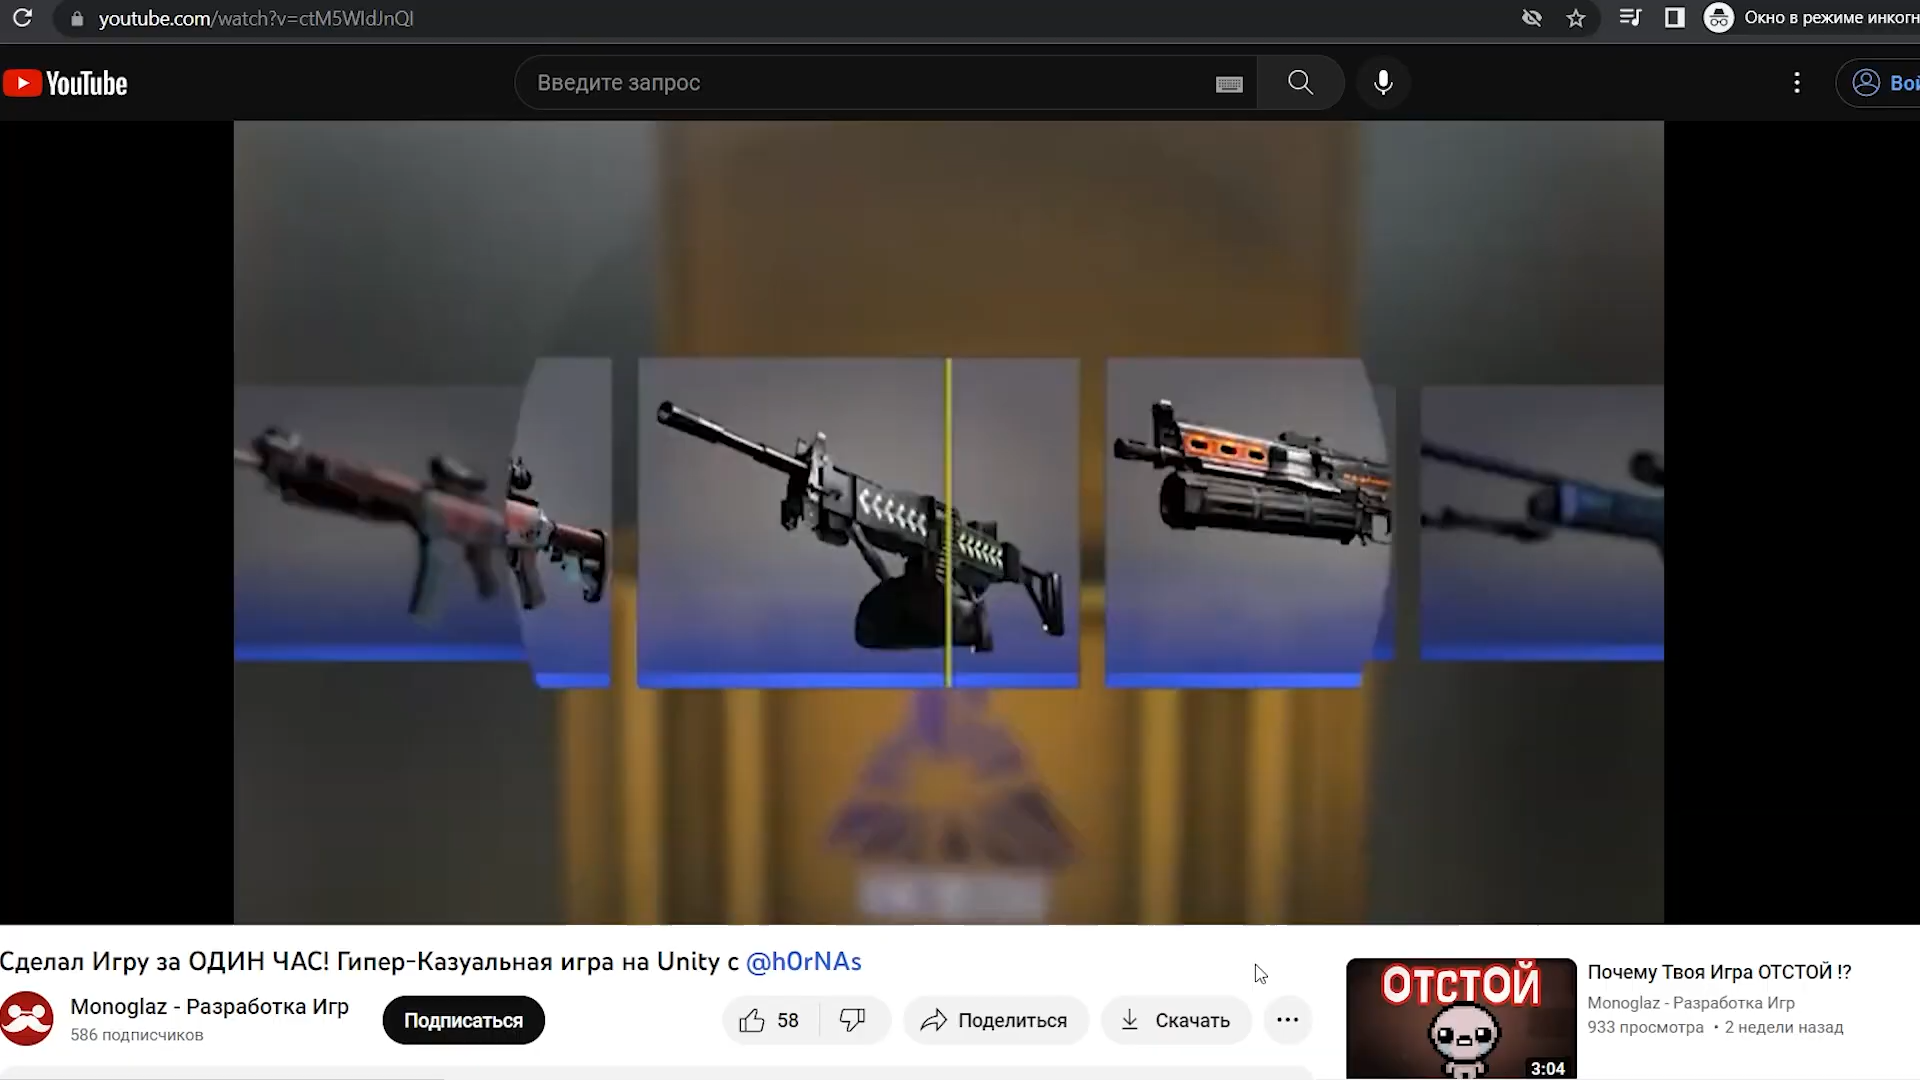 youtube.com/watch?v=ctM5WIdJnQI
Окно в режиме инкогн
YouTube
Введите запрос
Вой
Сделал Игру за ОДИН ЧАС! Гипер-Казуальная игра на Unity с @h0rNAs
Monoglaz - Разработка Игр
586 подписчиков
Подписаться
58
Поделиться
Скачать
ОТСТОЙ
3:04
Почему Твоя Игра ОТСТОЙ !?
Monoglaz - Разработка Игр
933 просмотра • 2 недели назад